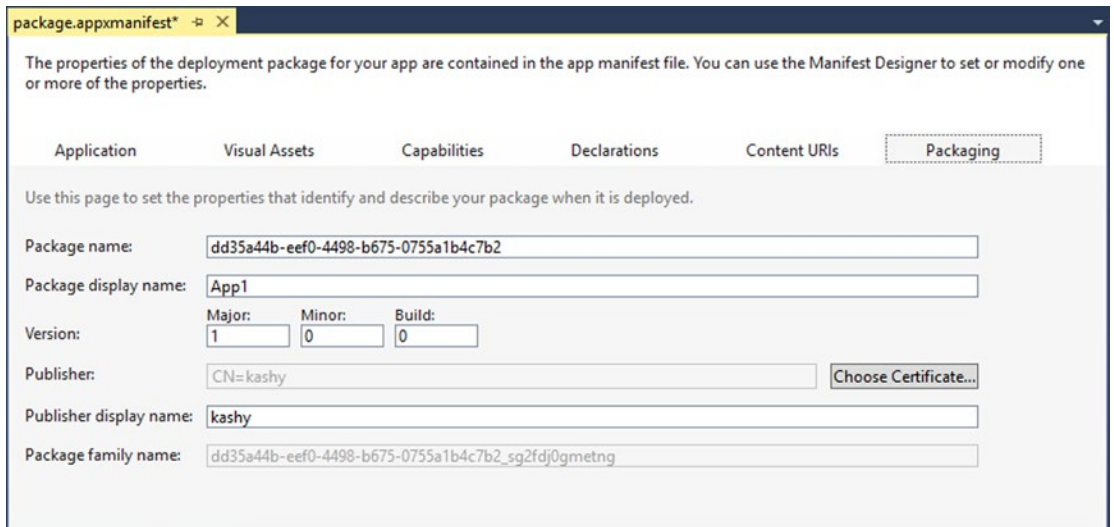 package.appxmanifest*
The properties of the deployment package for your app are contained in the app manifest file. You can use the Manifest Designer to set or modify one
or more of the properties.
Application Visual Assets Capabilities Declarations Content URIs Packaging
Use this page to set the properties that identify and describe your package when it is deployed.
Package name: dd35a44b-eef0-4498-b675-0755a1b4c7b2
Package display name: App1
Major: Minor: Build:
Version: 1 0 0
Publisher: CN=kashy Choose Certificate...
Publisher display name: kashy
Package family name: dd35a44b-eef0-4498-b675-0755a1b4c7b2_sg2fdj0gmetng